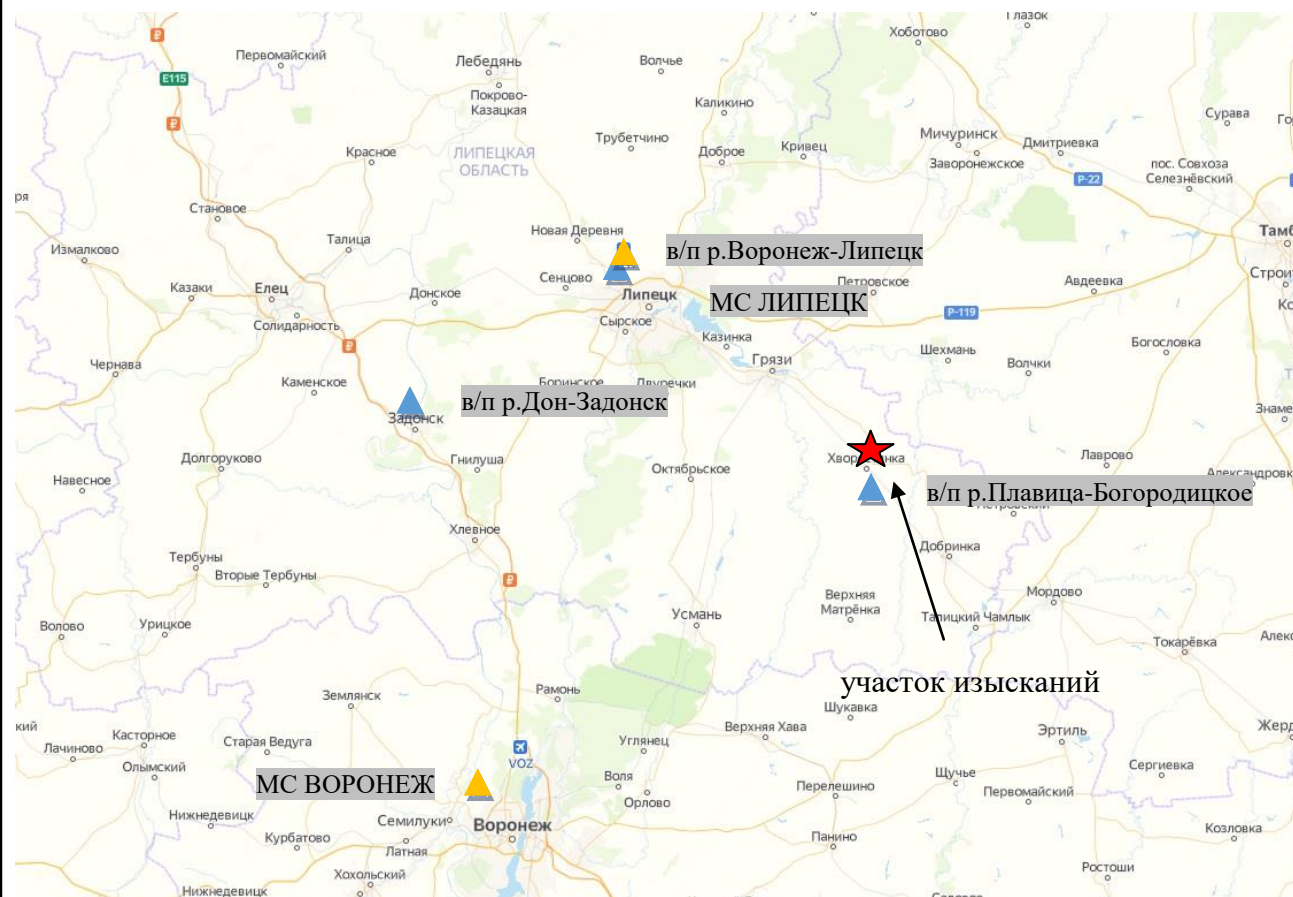 Глазок
Хоботово
Первомайский
Лебедянь
Волчье
E115
Покрово-
Казацкая
Каликино
Сурава
Трубетчино
Мичуринск
Дмитриевка
Красное
ЛИПЕЦКАЯ
ОБЛАСТЬ
Доброе
Кривец
Заворонежское
пос. Совхоза
Селезнёвский
Р-22
Становое
Новая Деревня
Талица
Измалково
в/п р.Воронеж-Липецк
Казаки
Елец
Донское
Сенцово
Липецк
МС ЛИПЕЦК
Петровское
Авдеевка
Солидарность
Сырское
Р-119
Казинка
Грязи
Шехмань
Волчки
Богословка
Чернава
Каменское
Боринское
Двуречки
в/п р.Дон-Задонск
Задонск
Долгоруково
Гнилуша
Октябрьское
Лаврово
Навесное
в/п р.Плавица-Богородицкое
Хлевное
Добринка
Тербуны
Вторые Тербуны
Верхняя
Матрёнка
Мордово
Волово
Урицкое
Усмань
Талицкий Чамлык
Токарёвка
участок изысканий
Землянск
Рамонь
Шукавка
Верхняя Хава
Эртиль
Касторное
Старая Ведуга
Углянец
Лачиново
VOZ
Олымский
МС ВОРОНЕЖ
Воля
Орлово
Перелешино
Щучье
Первомайский
Сергиевка
Нижнедевицк
Семилуки
Воронеж
Курбатово
Латная
Панино
Козловка
Хохольский
Ростоши
Нижнедевицк